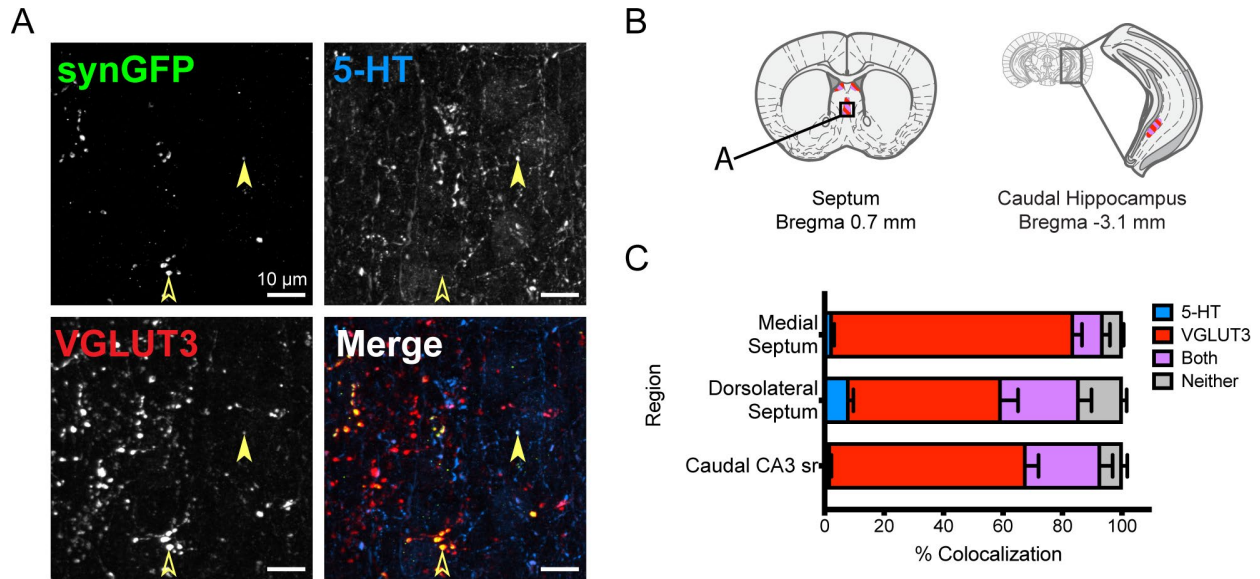 A
synGFP
10 µm
5-HT
VGLUT3
Merge
B
A
Septum
Bregma 0.7 mm
Caudal Hippocampus
Bregma -3.1 mm
C
Region
Medial
Septum
Dorsolateral
Septum
Caudal CA3 sr
0 20 40 60 80 100
% Colocalization
5-HT
VGLUT3
Both
Neither